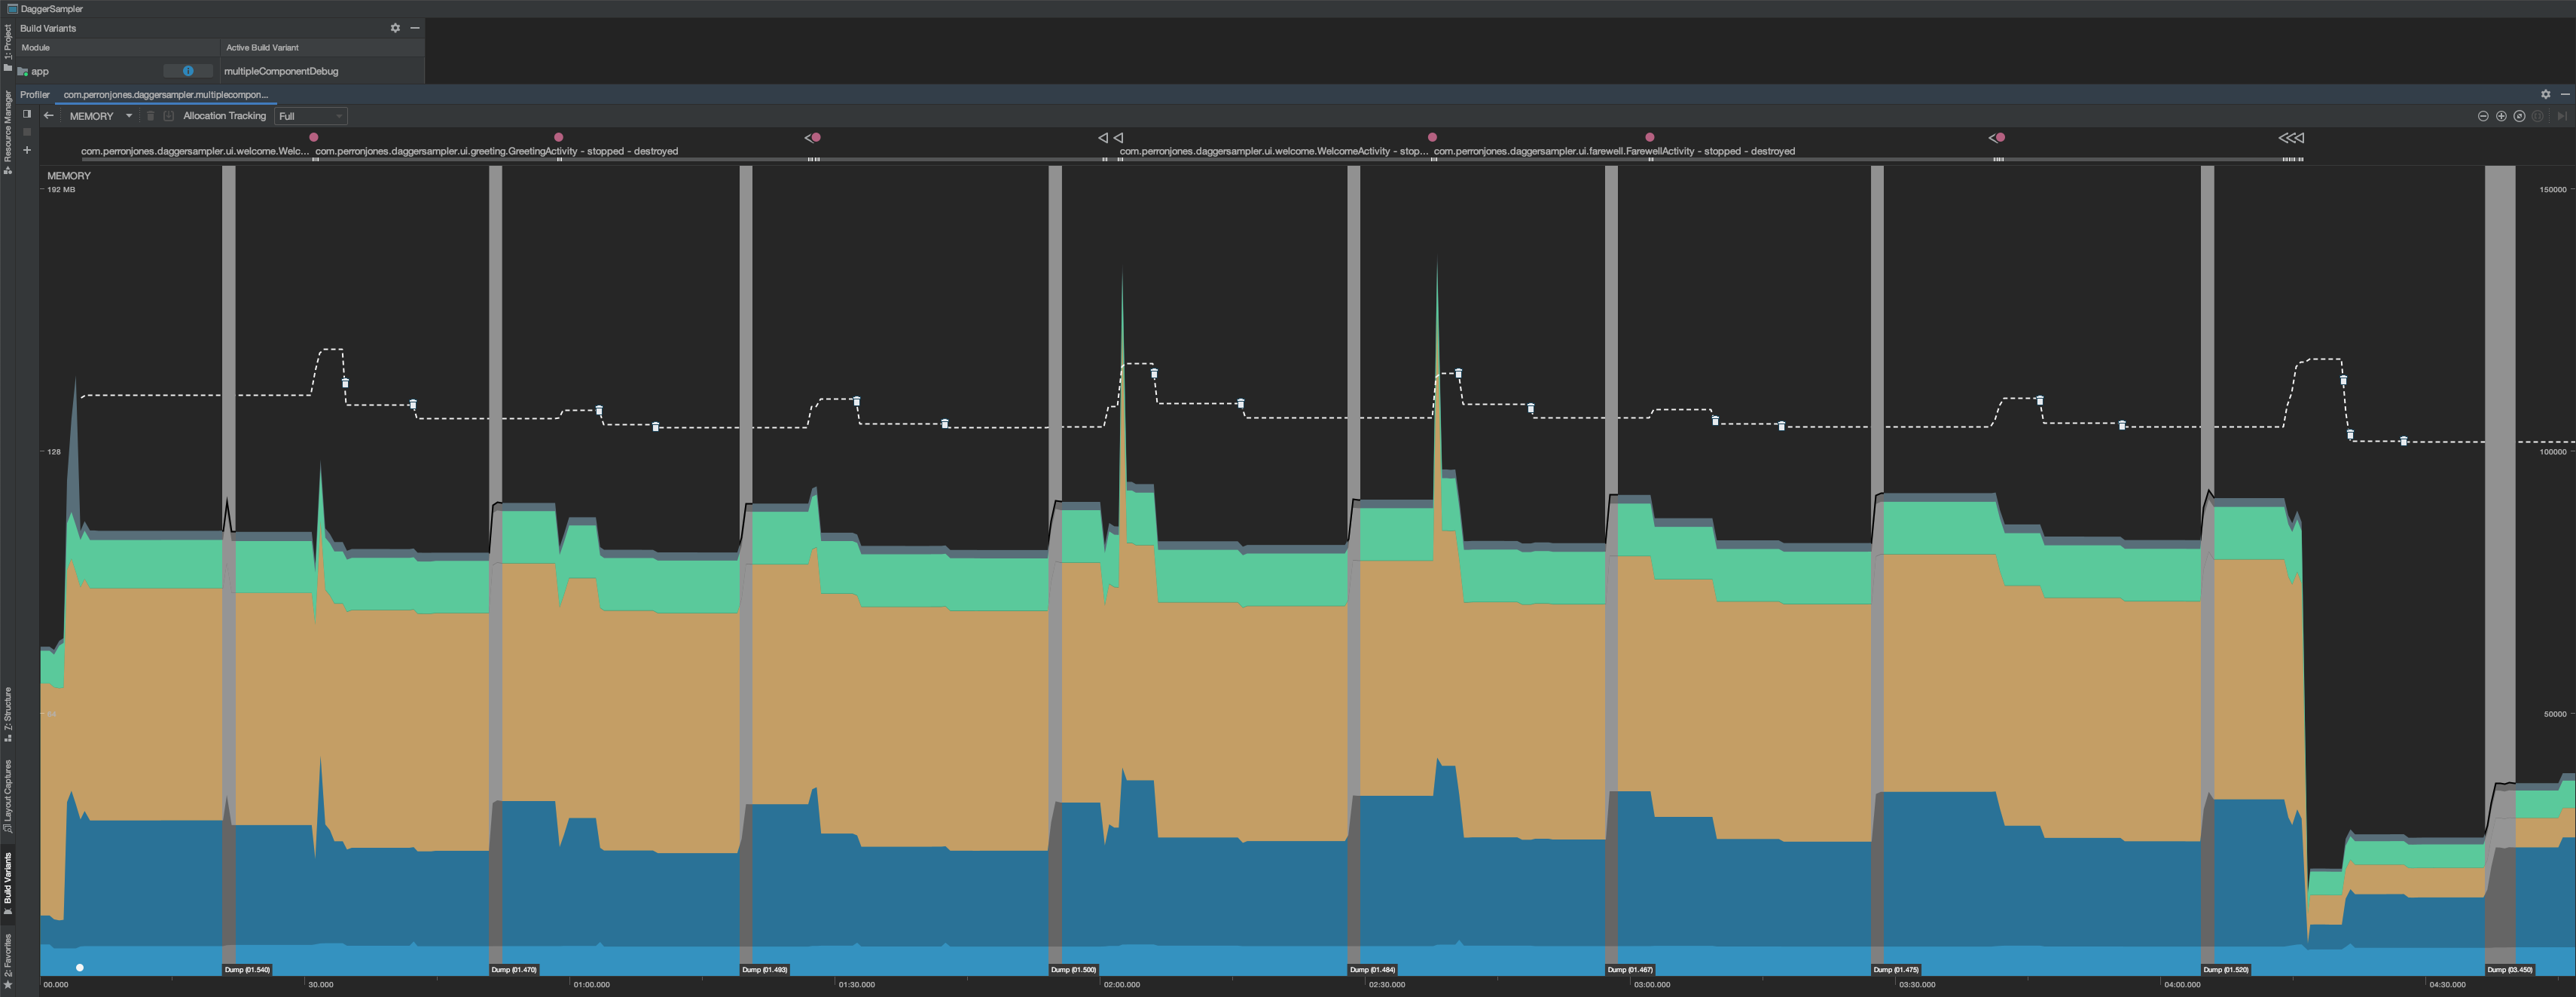 DaggerSampler
Build Variants
Module Active Build Variant
app multipleComponentDebug
Profiler com.perronjones.daggersampler.multiplecompon...
MEMORY Allocation Tracking Full
com.perronjones.daggersampler.ui.welcome.Welc... com.perronjones.daggersampler.ui.greeting.GreetingActivity - stopped - destroyed com.perronjones.daggersampler.ui.welcome.WelcomeActivity - stop... com.perronjones.daggersampler.ui.farewell.FarewellActivity - stopped - destroyed
MEMORY
192 MB 150000
128 100000
50000
Dump (01.540) Dump (01.470) Dump (01.493) Dump (01.500) Dump (01.484) Dump (01.467) Dump (01.475) Dump (01.520) Dump (03.450)
00.000 30.000 01:00.000 01:30.000 02:00.000 02:30.000 03:00.000 03:30.000 04:00.000 04:30.000
1: Project
Resource Manager
Z: Structure
Layout Captures
Build Variants
2: Favorites